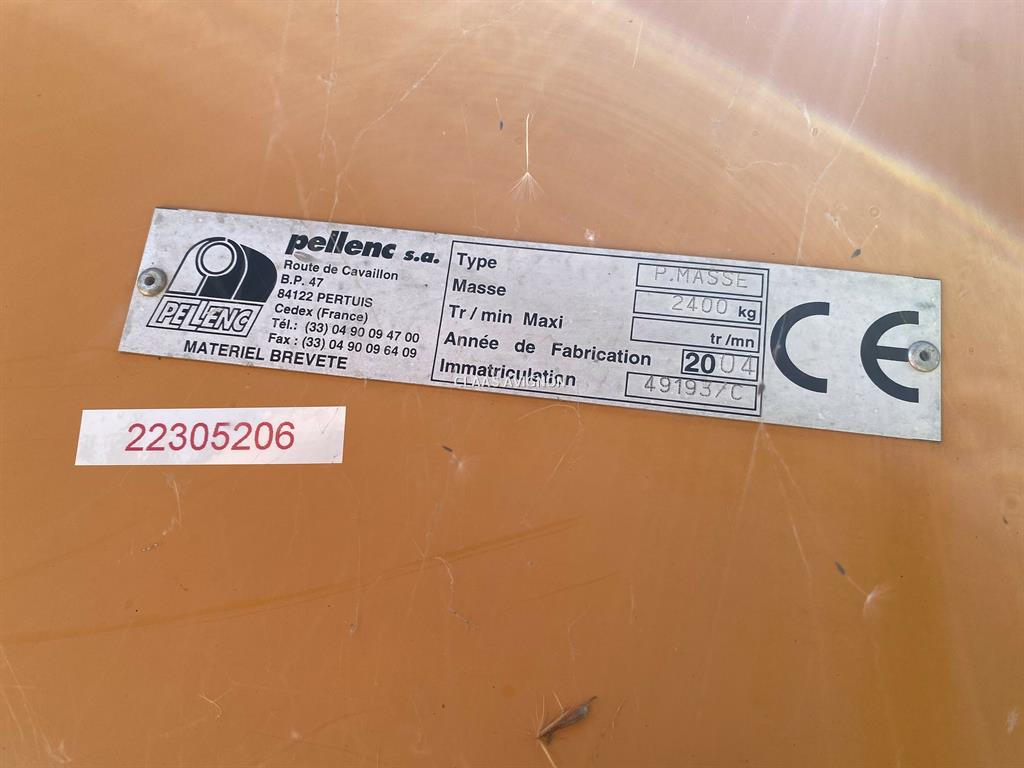 PELLENC
MATERIEL BREVETE
pellenc s.a.
Route de Cavaillon
B.P. 47
84122 PERTUIS
Cedex (France)
Tél.: (33) 04 90 09 47 00
Fax : (33) 04 90 09 64 09
Type P.MASSE
Masse 2400 kg
Tr/min Maxi tr/mn
Année de Fabrication 2004
Immatriculation 49193/C
CE
CLAAS AVIGNON
22305206